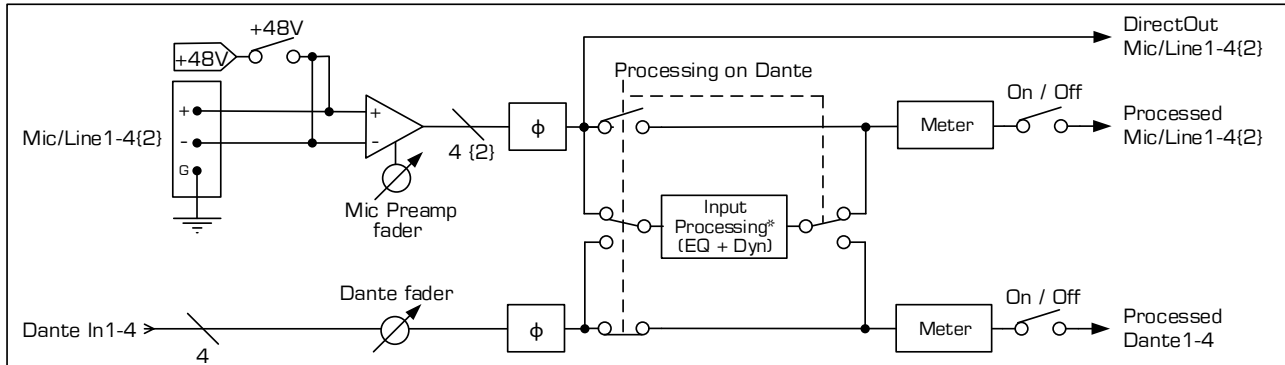 +48V
+48V
DirectOut
Mic/Line1-4{2}
Processing on Dante
On / Off
+
+
ϕ
Meter
Processed
Mic/Line1-4{2}
Mic/Line1-4{2}
-
-
4 {2}
G
Mic Preamp
fader
Input
Processing*
(EQ + Dyn)
Dante fader
On / Off
Dante In1-4
4
ϕ
Meter
Processed
Dante1-4